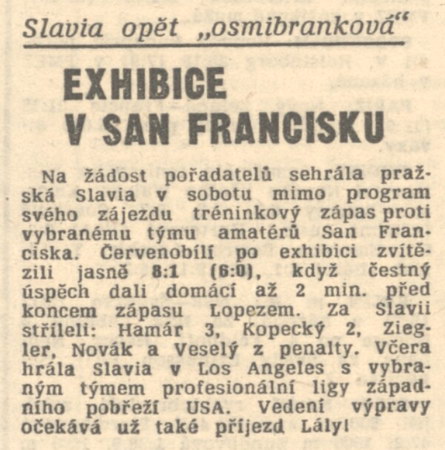 Slavia opět „osmibranková“
EXHIBICE
V SAN FRANCISKU
Na žádost pořadatelů sehrála praž-
ská Slavia v sobotu mimo program
svého zájezdu tréninkový zápas proti
vybranému týmu amatérů San Fran-
ciska. Červenobílí po exhibici zvítě-
zili jasně 8:1 (6:0), když čestný
úspěch dali domácí až 2 min. před
koncem zápasu Lopezem. Za Slavii
stříleli: Hamár 3, Kopecký 2, Zieg-
ler, Novák a Veselý z penalty. Včera
hrála Slavia v Los Angeles s vybra-
ným týmem profesionální ligy západ-
ního pobřeží USA. Vedení výpravy
očekává už také příjezd Lály!